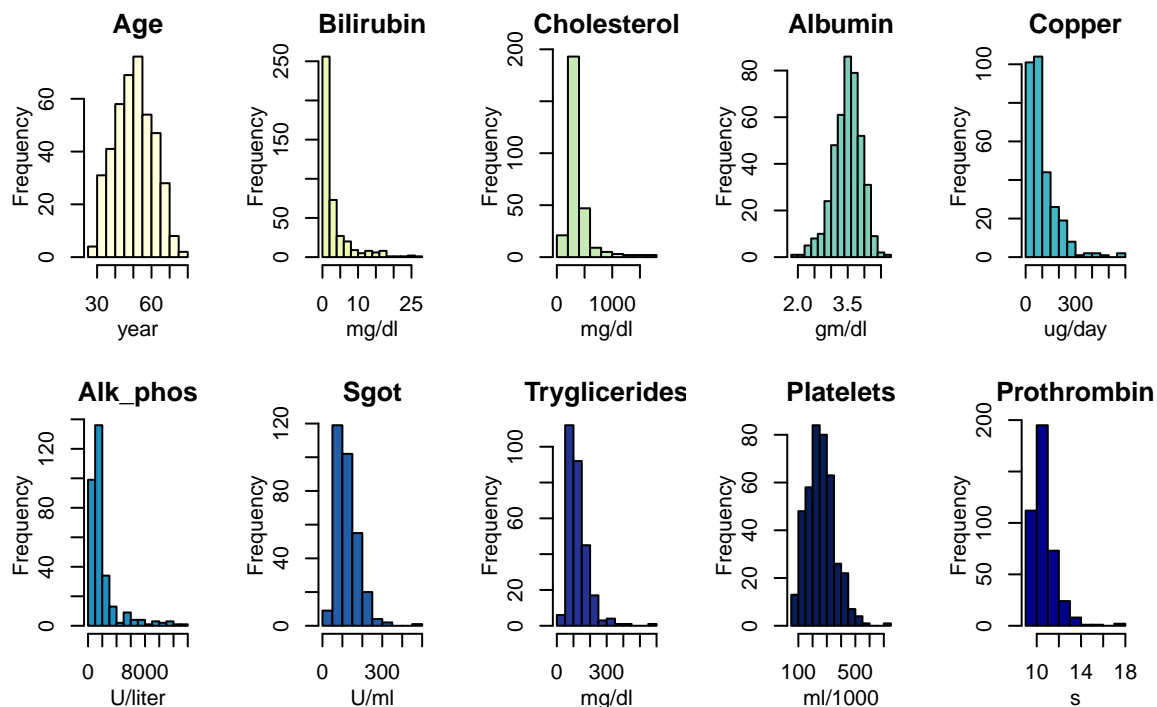 Age
Frequency
0 20 40 60
30 60
year
Bilirubin
Frequency
0 50 150 250
0 10 25
mg/dl
Cholesterol
Frequency
0 50 100 200
0 1000
mg/dl
Albumin
Frequency
0 20 40 60 80
2.0 3.5
gm/dl
Copper
Frequency
0 20 60 100
0 300
ug/day
Alk_phos
Frequency
0 40 80 120
0 8000
U/liter
Sgot
Frequency
0 40 80 120
0 300
U/ml
Tryglicerides
Frequency
0 20 60 100
0 300
mg/dl
Platelets
Frequency
0 20 40 60 80
100 500
ml/1000
Prothrombin
Frequency
0 50 100 200
10 14 18
s